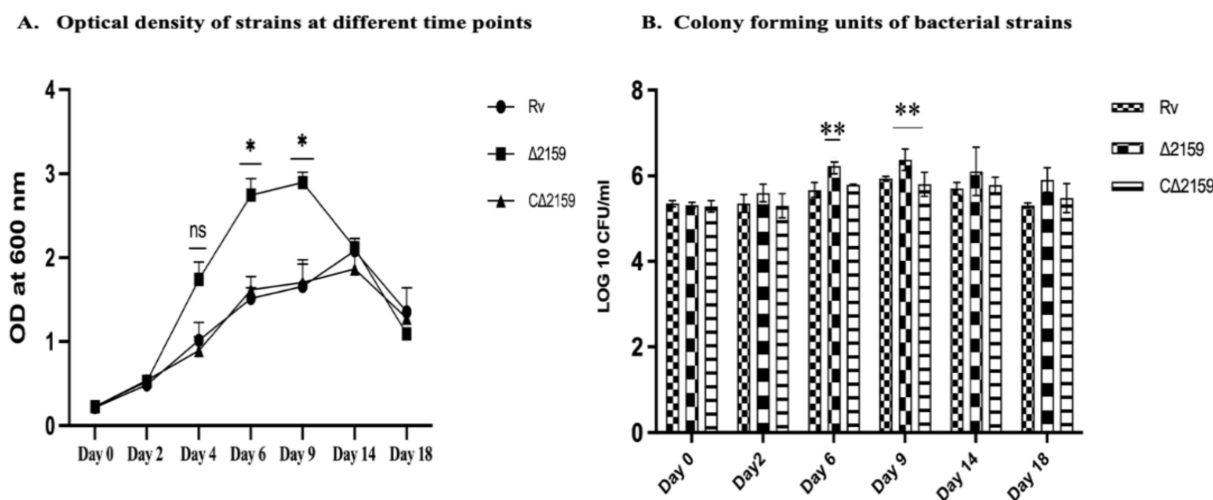 A. Optical density of strains at different time points
OD at 600 nm
4
3
2
1
0
ns
*
*
Day 0 Day 2 Day 4 Day 6 Day 9 Day 14 Day 18
Rv
Δ2159
CΔ2159
B. Colony forming units of bacterial strains
LOG 10 CFU/ml
8
6
4
2
0
**
**
Day 0 Day2 Day 6 Day 9 Day 14 Day 18
Rv
Δ2159
CΔ2159